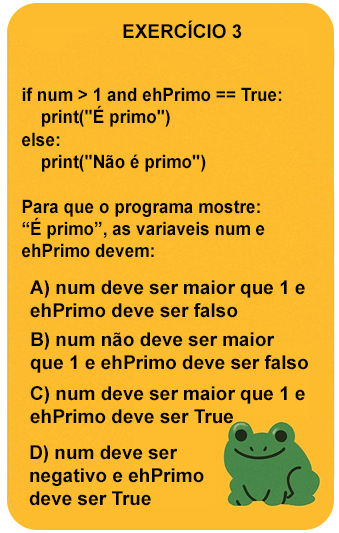 EXERCÍCIO 3
if num > 1 and ehPrimo == True:
print("É primo")
else:
print("Não é primo")
Para que o programa mostre:
“É primo”, as variaveis num e
ehPrimo devem:
A) num deve ser maior que 1 e
ehPrimo deve ser falso
B) num não deve ser maior
que 1 e ehPrimo deve ser falso
C) num deve ser maior que 1 e
ehPrimo deve ser True
D) num deve ser
negativo e ehPrimo
deve ser True